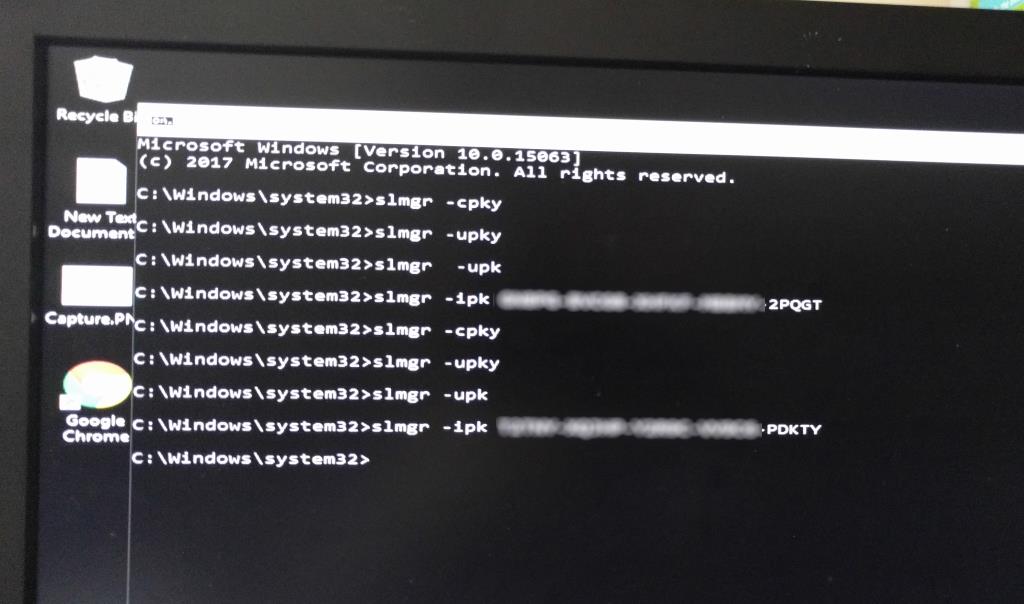 Recycle Bi
New Text
Document
Capture.PN
Google
Chrome
Microsoft Windows [Version 10.0.15063]
(c) 2017 Microsoft Corporation. All rights reserved.
C:\Windows\system32>slmgr -cpky
C:\Windows\system32>slmgr -upky
C:\Windows\system32>slmgr  -upk
C:\Windows\system32>slmgr -ipk -2PQGT
C:\Windows\system32>slmgr -cpky
C:\Windows\system32>slmgr -upky
C:\Windows\system32>slmgr -upk
C:\Windows\system32>slmgr -ipk -PDKTY
C:\Windows\system32>